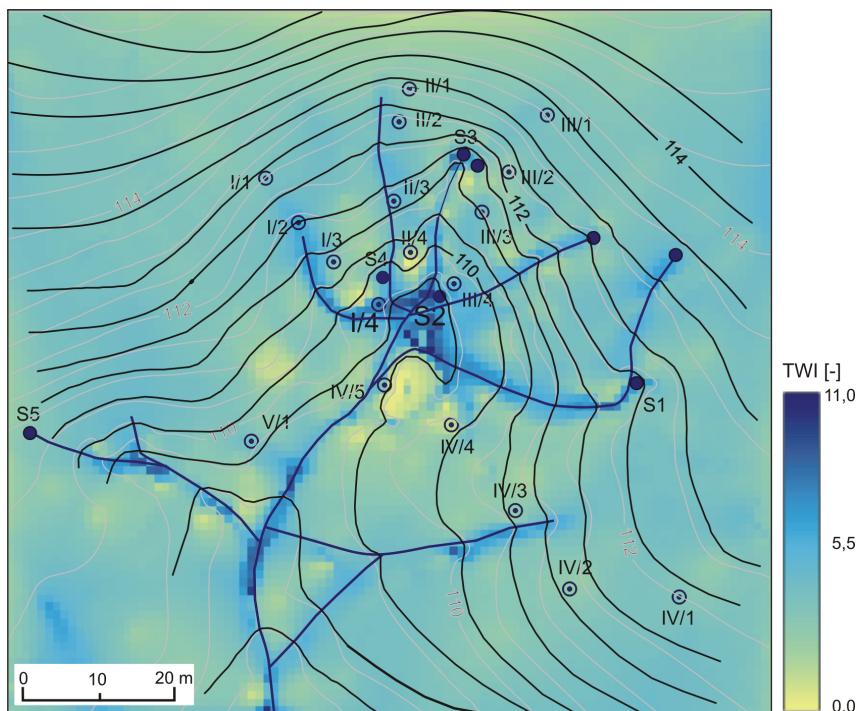 II/1
II/2
III/1
S3
114
III/2
I/1
114
Ii/3
112
I/2
III/3
114
II/4
I/3
110
S4
III/4
112
I/4
S2
TWI [-]
11,0
IV/5
S1
S5
110
V/1
IV/4
IV/3
5,5
112
IV/2
110
IV/1
0 10 20 m
0,0